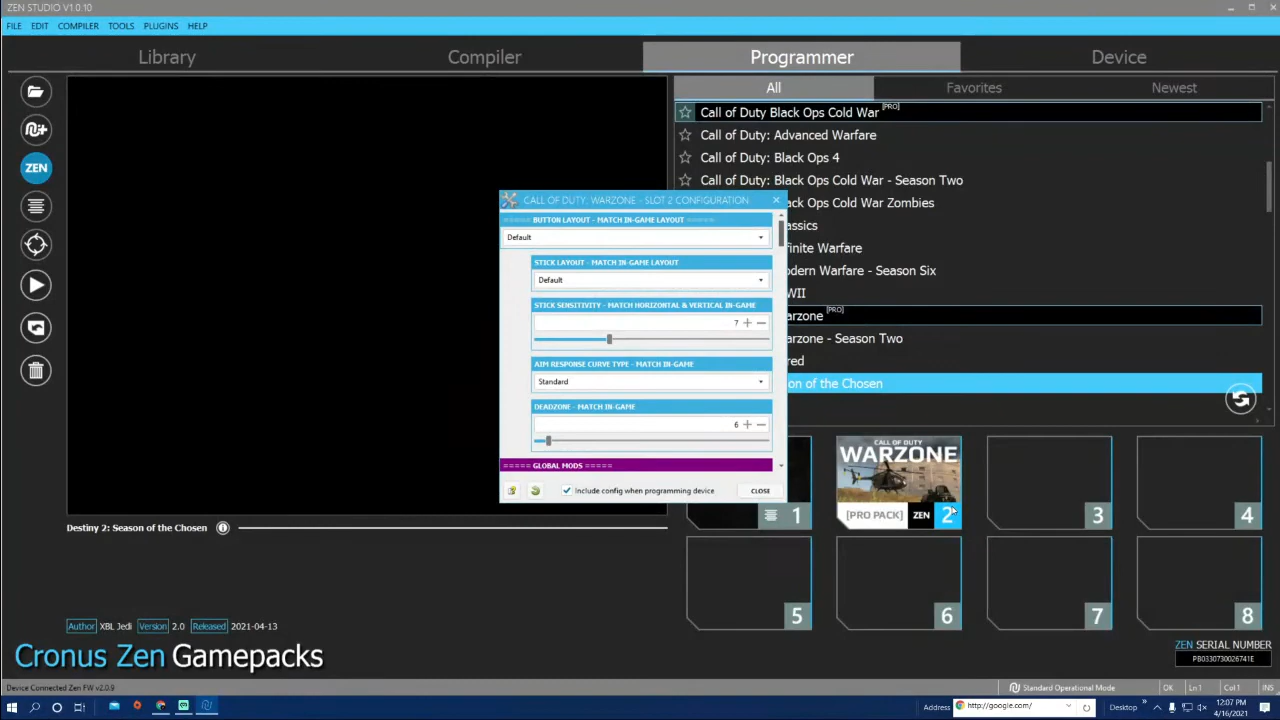 ZEN STUDIO V1.0.10
FILE EDIT COMPILER TOOLS PLUGINS HELP
Library Compiler Programmer Device
All Favorites Newest
Call of Duty Black Ops Cold War [PRO]
Call of Duty: Advanced Warfare
Call of Duty: Black Ops 4
Call of Duty: Black Ops Cold War - Season Two
ck Ops Cold War Zombies
assics
finite Warfare
odern Warfare - Season Six
WII
arzone [PRO]
arzone - Season Two
red
on of the Chosen
ZEN
CALL OF DUTY: WARZONE - SLOT 2 CONFIGURATION
====== BUTTON LAYOUT - MATCH IN-GAME LAYOUT ======
Default
STICK LAYOUT - MATCH IN-GAME LAYOUT
Default
STICK SENSITIVITY - MATCH HORIZONTAL & VERTICAL IN-GAME
7
AIM RESPONSE CURVE TYPE - MATCH IN-GAME
Standard
DEADZONE - MATCH IN-GAME
6
===== GLOBAL MODS =====
Include config when programming device
CLOSE
CALL OF DUTY
WARZONE
1 [PRO PACK] ZEN 2 3 4
5 6 7 8
Destiny 2: Season of the Chosen
Author XBL Jedi Version 2.0 Released 2021-04-13
Cronus Zen Gamepacks
ZEN SERIAL NUMBER
PB0330730026741E
Device Connected Zen FW v2.0.9
Standard Operational Mode DK Ln 1 Col 1 INS
Address http://google.com/ Desktop 12:07 PM
4/16/2021